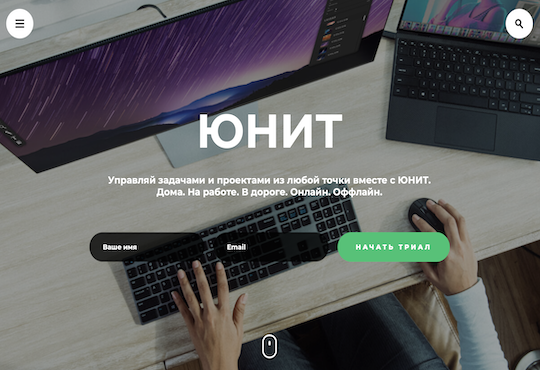 ЮНИТ
Управляй задачами и проектами из любой точки вместе с ЮНИТ.
Дома. На работе. В дороге. Онлайн. Оффлайн.
Ваше имя
Email
НАЧАТЬ ТРИАЛ